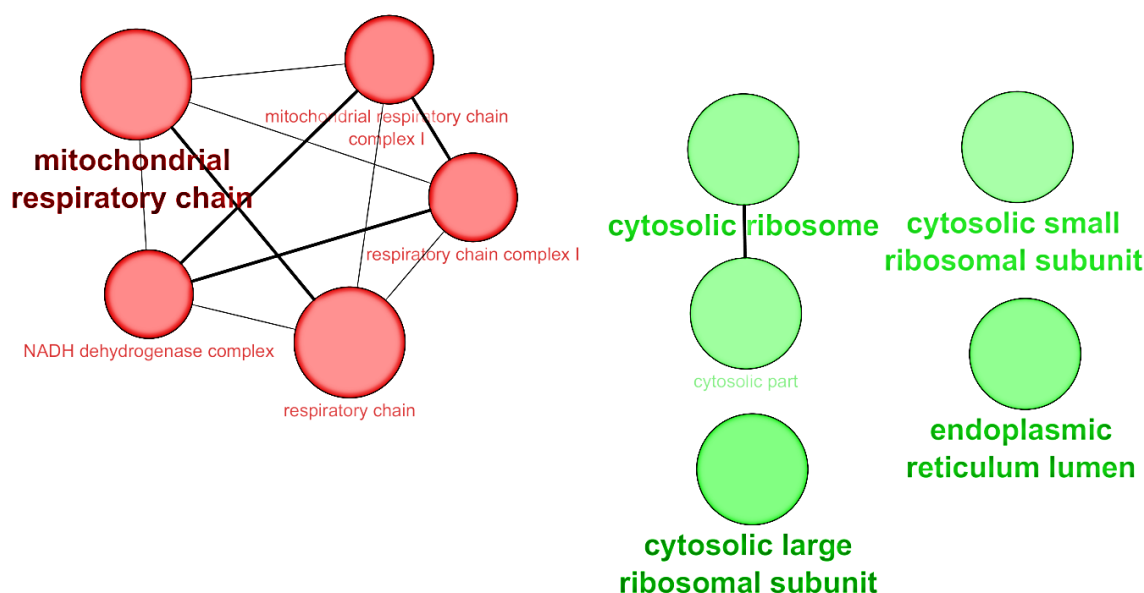 mitochondrial respiratory chain
complex I
mitochondrial
respiratory chain
respiratory chain complex I
NADH dehydrogenase complex
respiratory chain
cytosolic ribosome
cytosolic part
cytosolic large
ribosomal subunit
cytosolic small
ribosomal subunit
endoplasmic
reticulum lumen